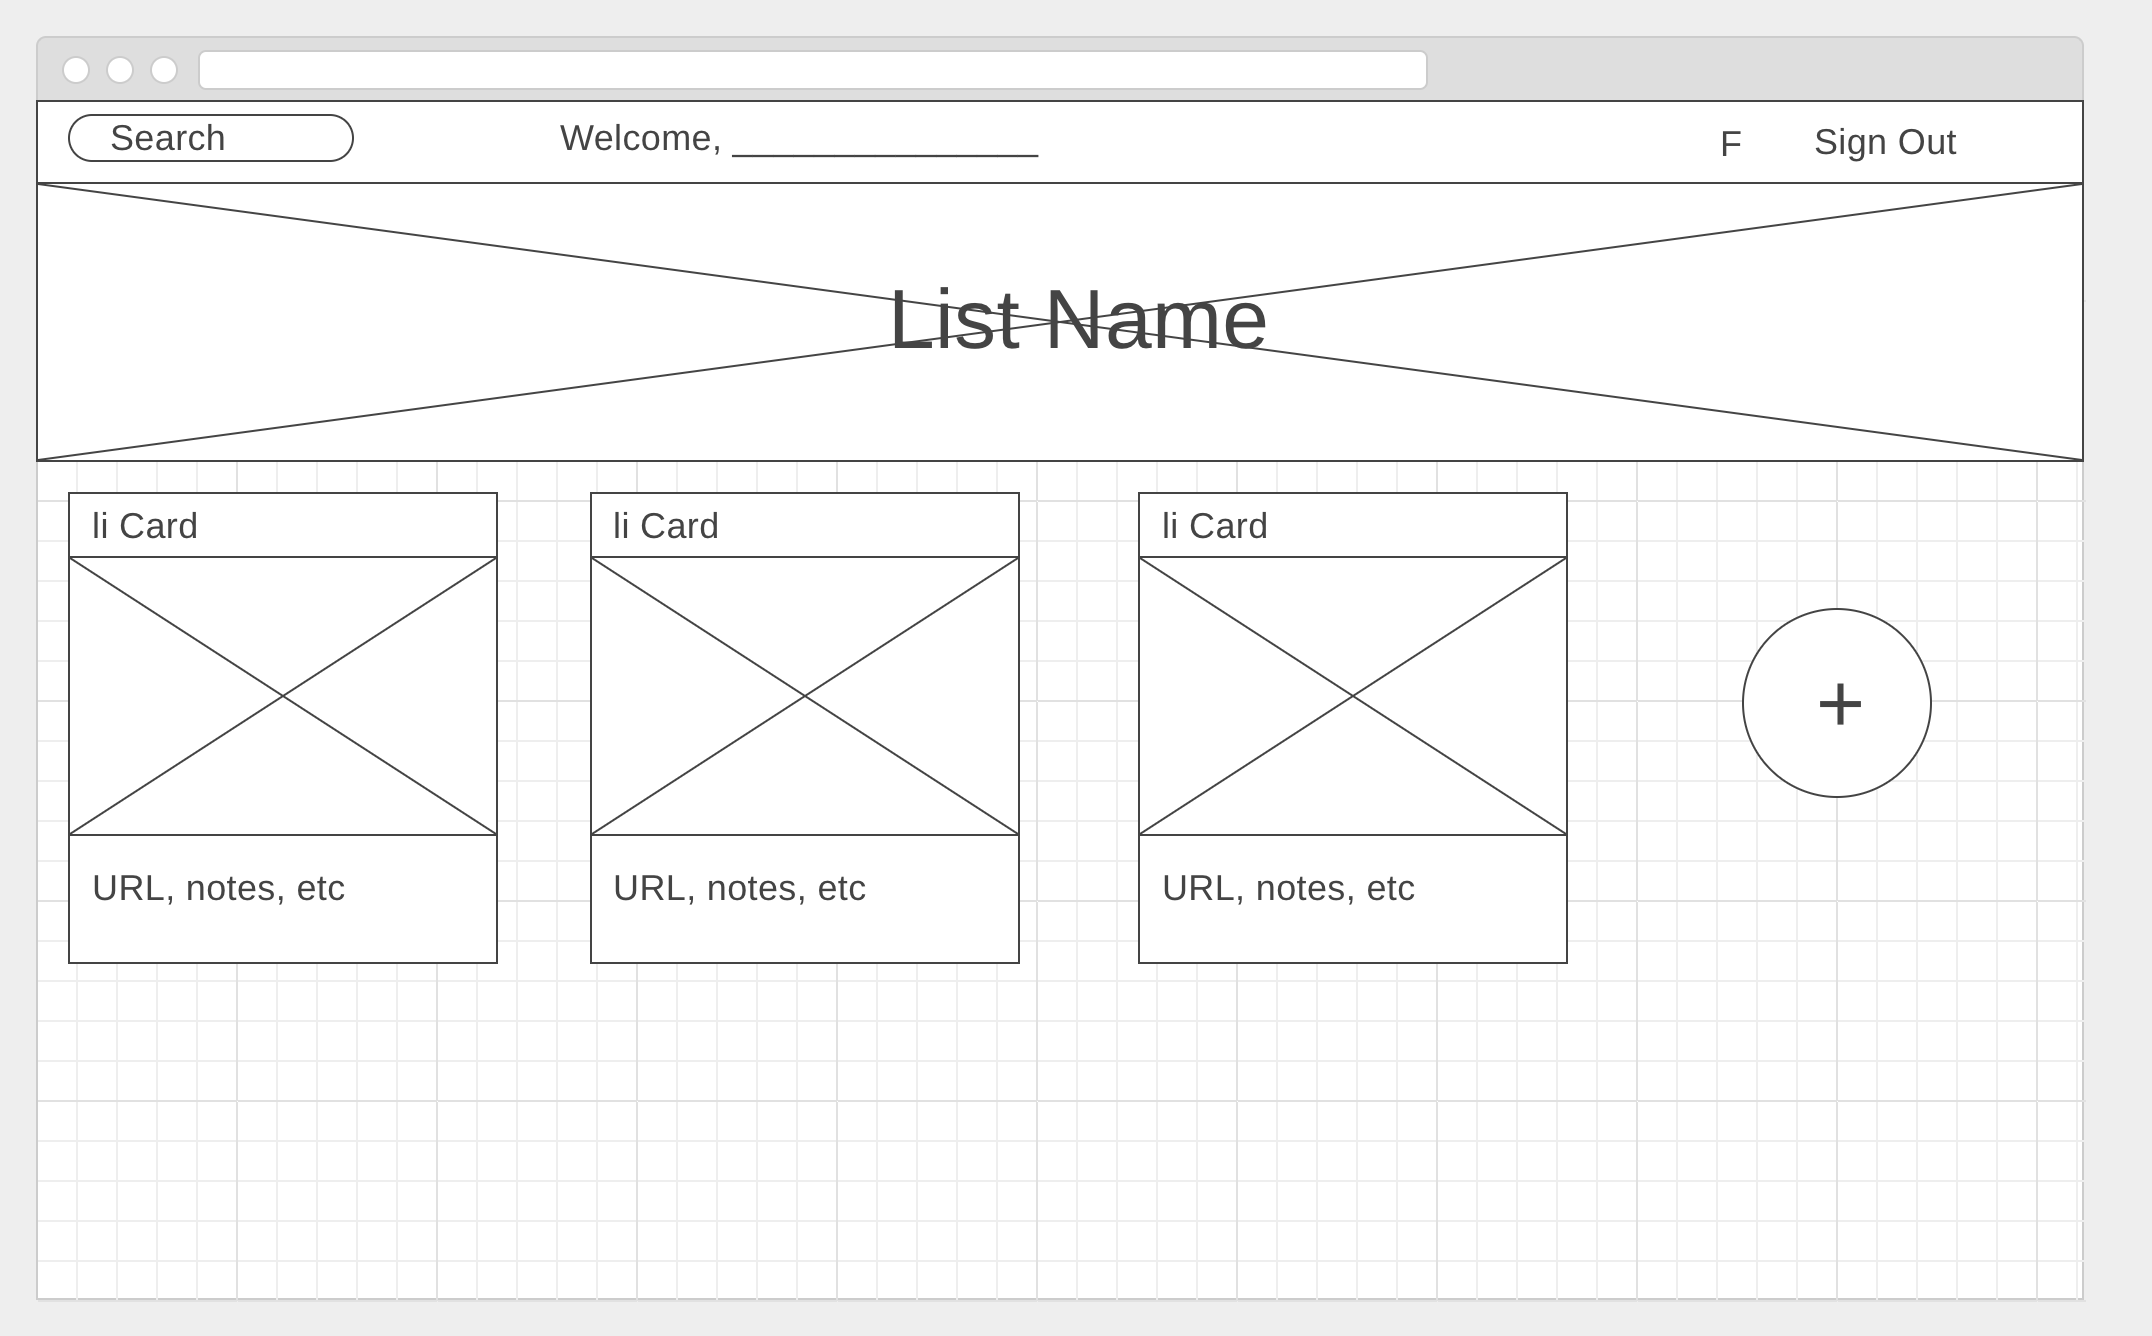 Search
Welcome, _______________
F
Sign Out
List Name
li Card
li Card
li Card
+
URL, notes, etc
URL, notes, etc
URL, notes, etc